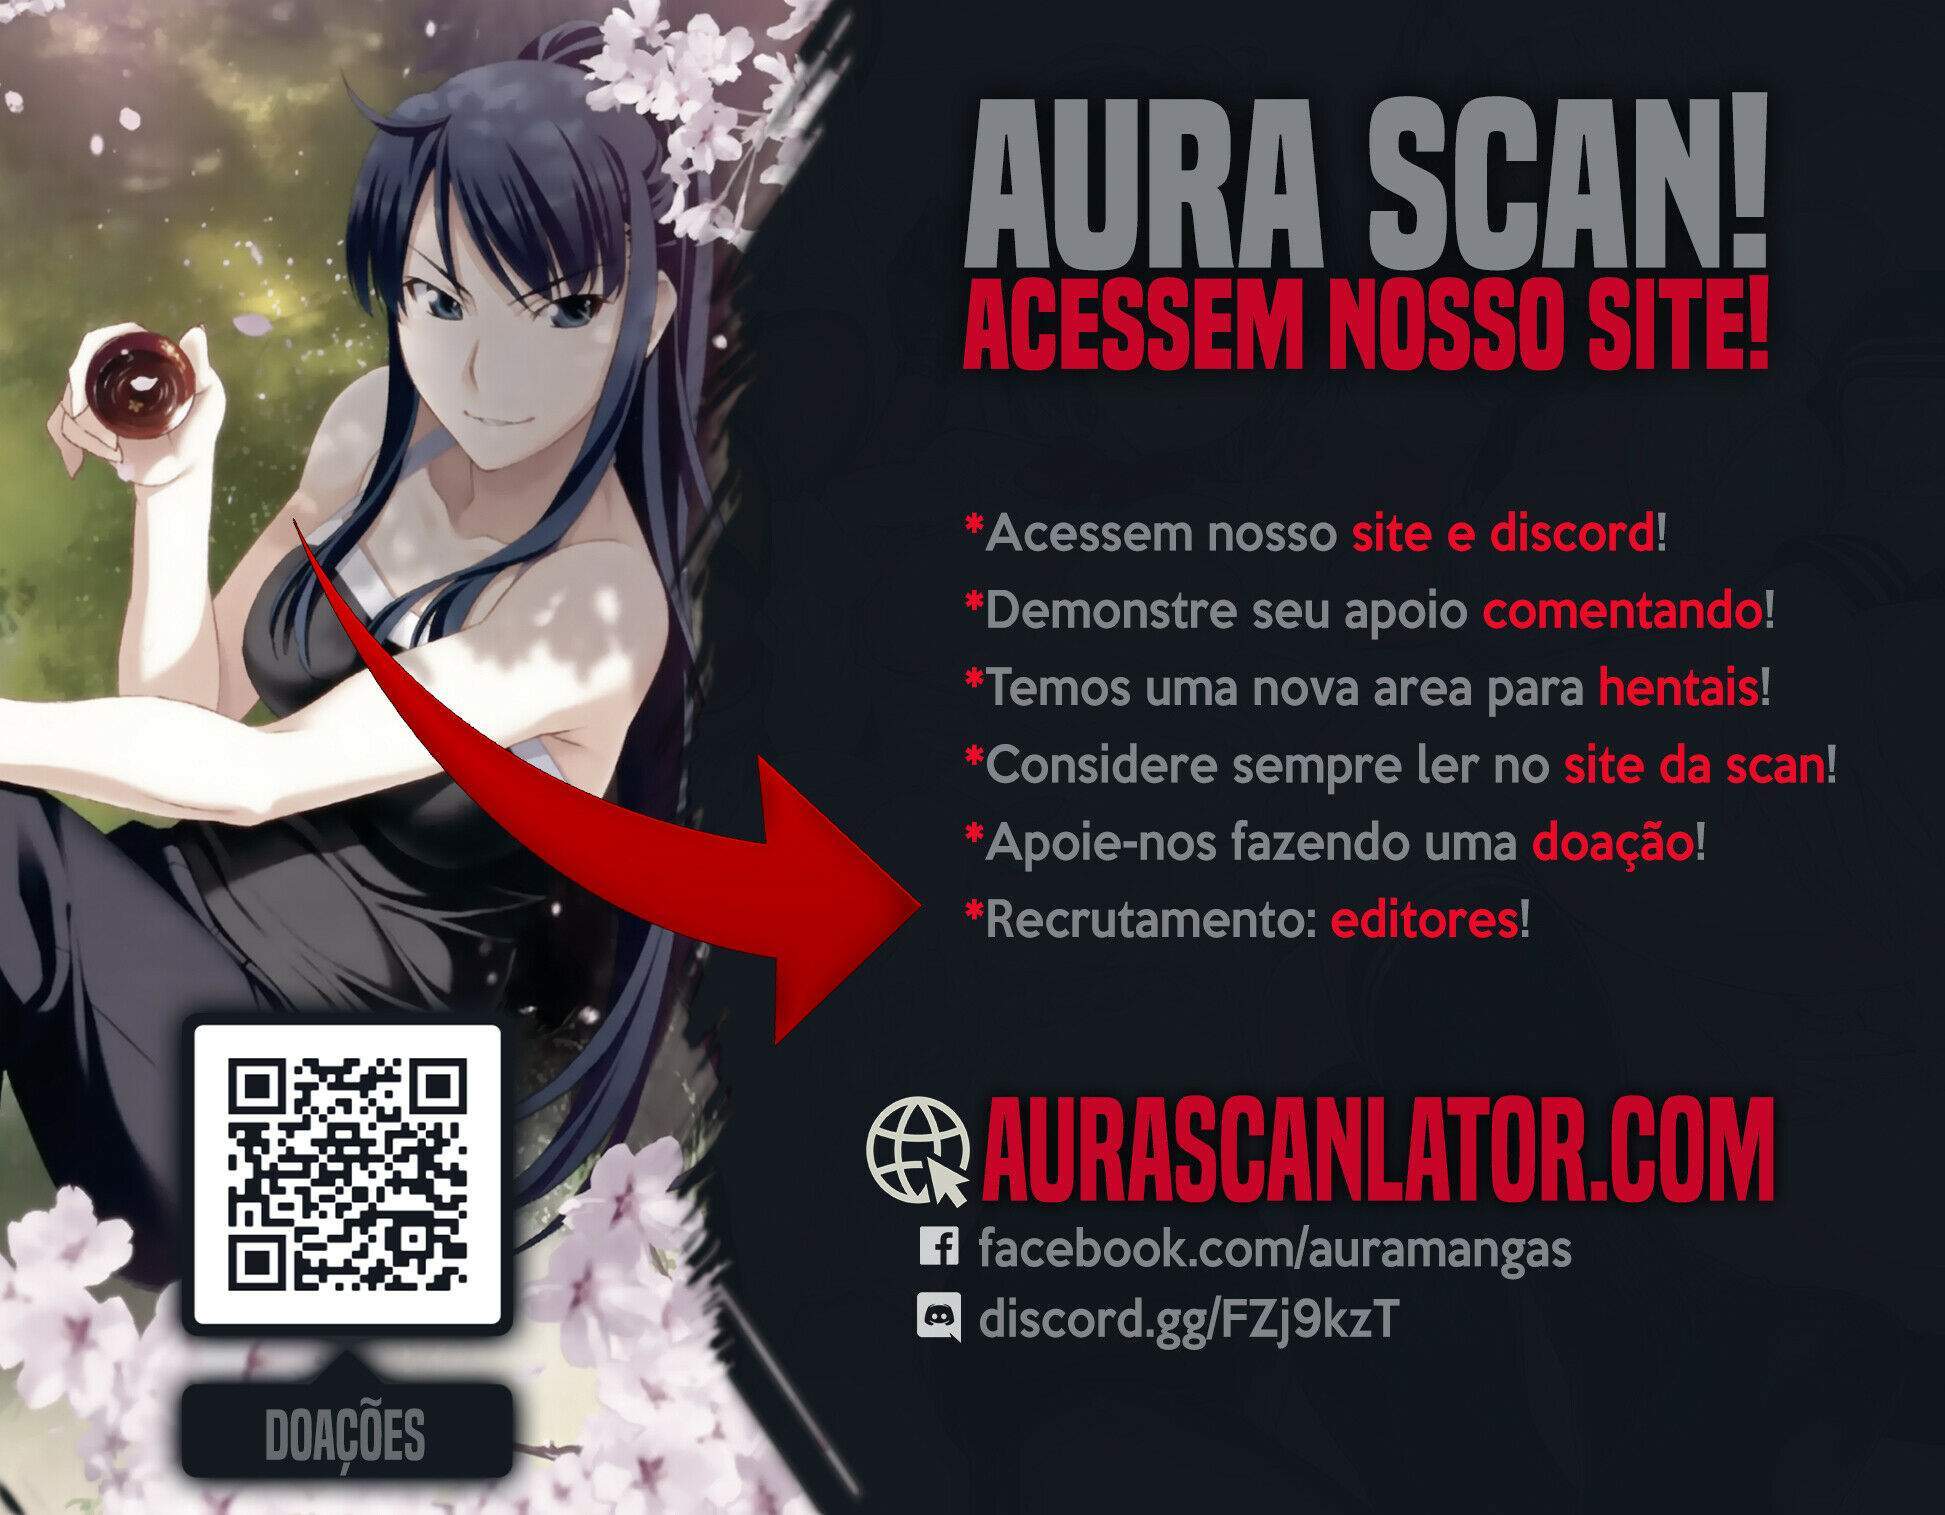 AURA SCAN!
ACESSEM NOSSO SITE!
*Acessem nosso site e discord!
*Demonstre seu apoio comentando!
*Temos uma nova area para hentais!
*Considere sempre ler no site da scan!
*Apoie-nos fazendo uma doação!
*Recrutamento: editores!
AURASCANLATOR.COM
facebook.com/auramangas
discord.gg/FZj9kzT
DOAÇÕES